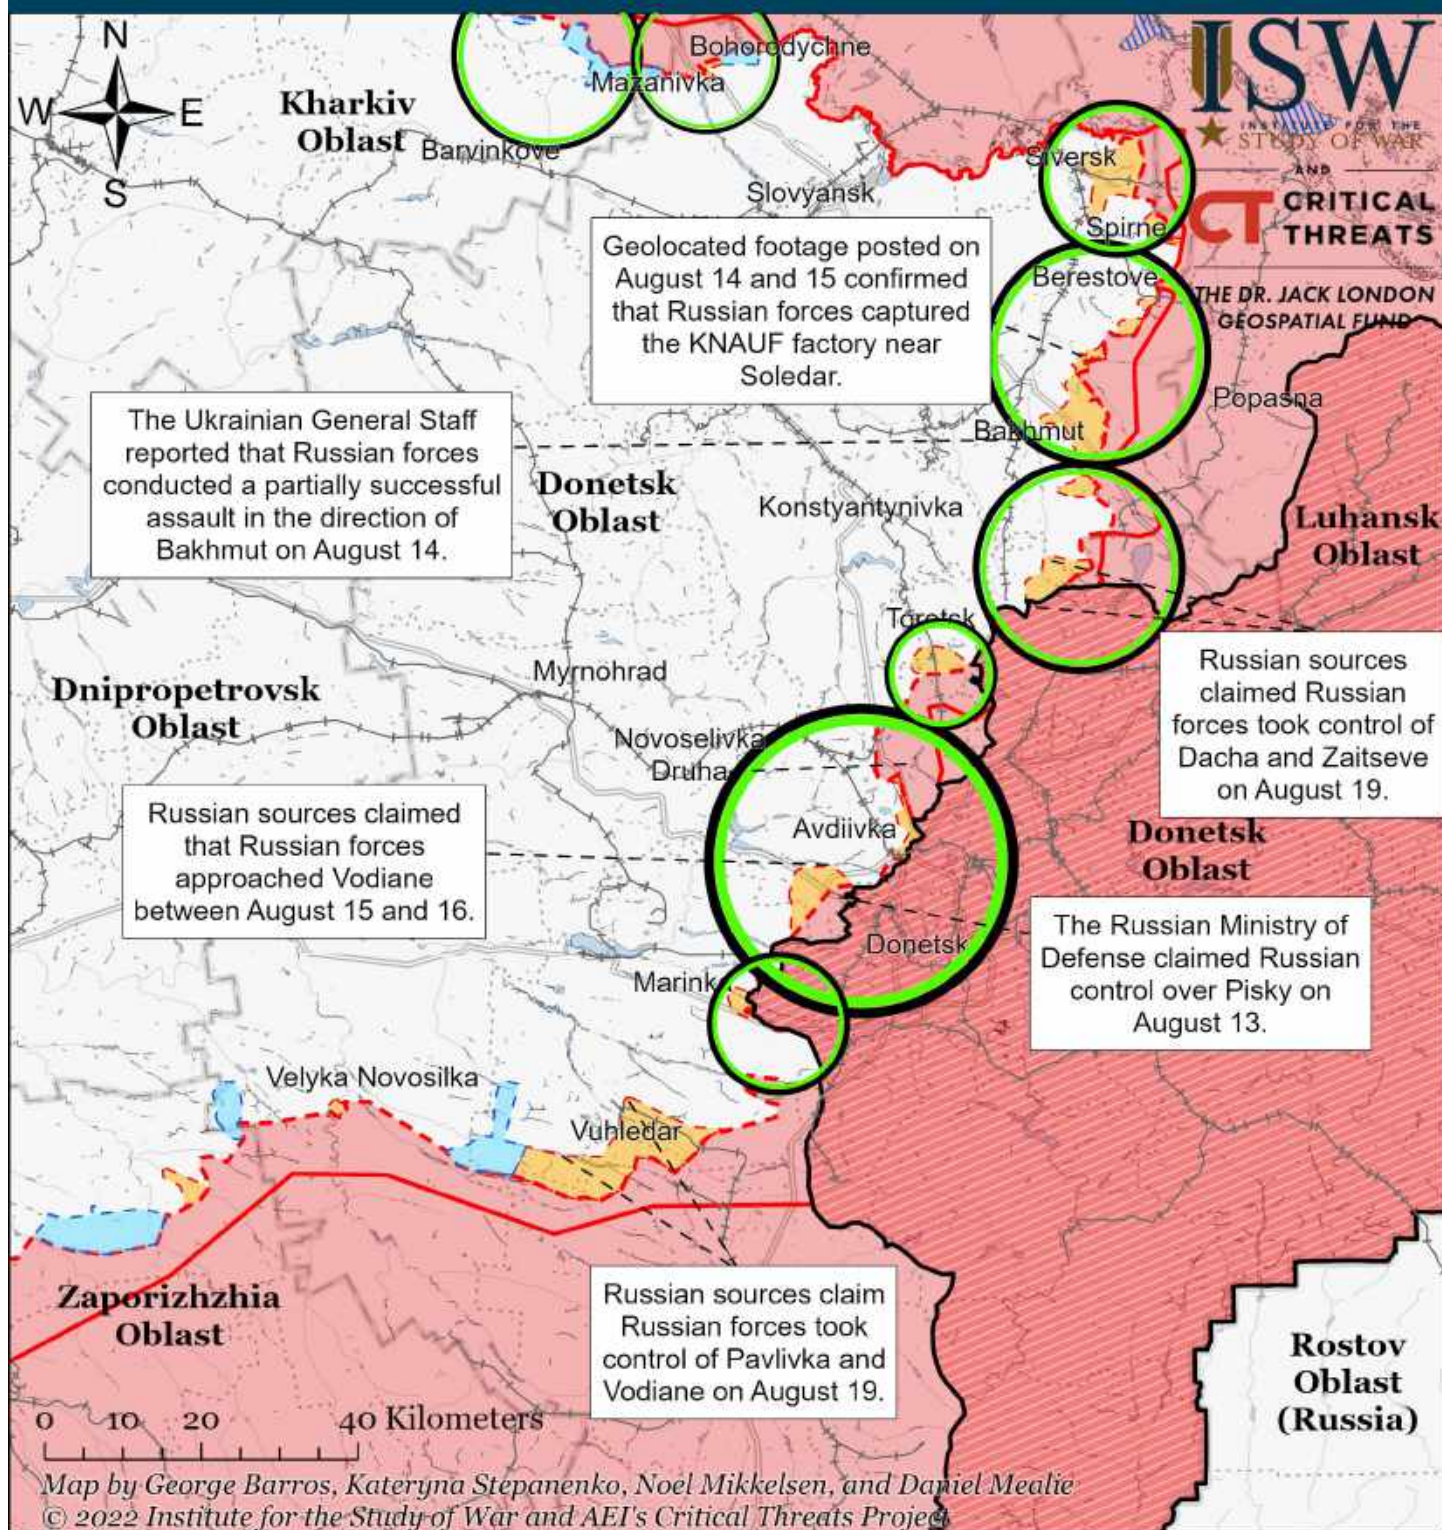 N
W
E
S
Kharkiv
Oblast
Barvinkove
Bohorodychne
Mazanivka
Slovyansk
Siversk
Spirne
Berestove
ISW
INSTITUTE FOR THE
STUDY OF WAR
AND
CT CRITICAL
THREATS
THE DR. JACK LONDON
GEOSPATIAL FUND
Geolocated footage posted on
August 14 and 15 confirmed
that Russian forces captured
the KNAUF factory near
Soledar.
The Ukrainian General Staff
reported that Russian forces
conducted a partially successful
assault in the direction of
Bakhmut on August 14.
Popasna
Bakhmut
Donetsk
Oblast
Konstyantynivka
Luhansk
Oblast
Toretsk
Myrnohrad
Dnipropetrovsk
Oblast
Novoselivka
Druha
Russian sources
claimed Russian
forces took control of
Dacha and Zaitseve
on August 19.
Russian sources claimed
that Russian forces
approached Vodiane
between August 15 and 16.
Avdiivka
Donetsk
Oblast
Donetsk
The Russian Ministry of
Defense claimed Russian
control over Pisky on
August 13.
Marink
Velyka Novosilka
Vuhledar
Zaporizhzhia
Oblast
Russian sources claim
Russian forces took
control of Pavlivka and
Vodiane on August 19.
Rostov
Oblast
(Russia)
0 10 20 40 Kilometers
Map by George Barros, Kateryna Stepanenko, Noel Mikkelsen, and Daniel Mealie
© 2022 Institute for the Study of War and AEI's Critical Threats Project